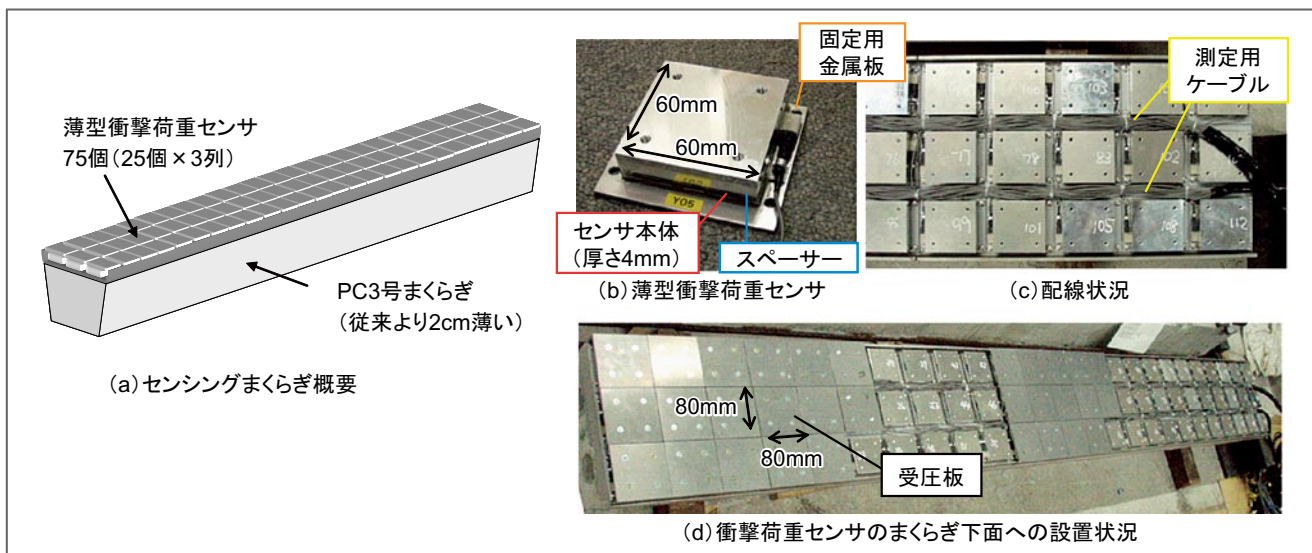 薄型衝撃荷重センサ
75個（25個×3列）
PC3号まくらぎ
（従来より2cm薄い）
（a）センシングまくらぎ概要
固定用
金属板
60mm
60mm
Y05
センサ本体
（厚さ4mm）
スペーサー
（b）薄型衝撃荷重センサ
測定用
ケーブル
（c）配線状況
80mm
80mm
受圧板
（d）衝撃荷重センサのまくらぎ下面への設置状況